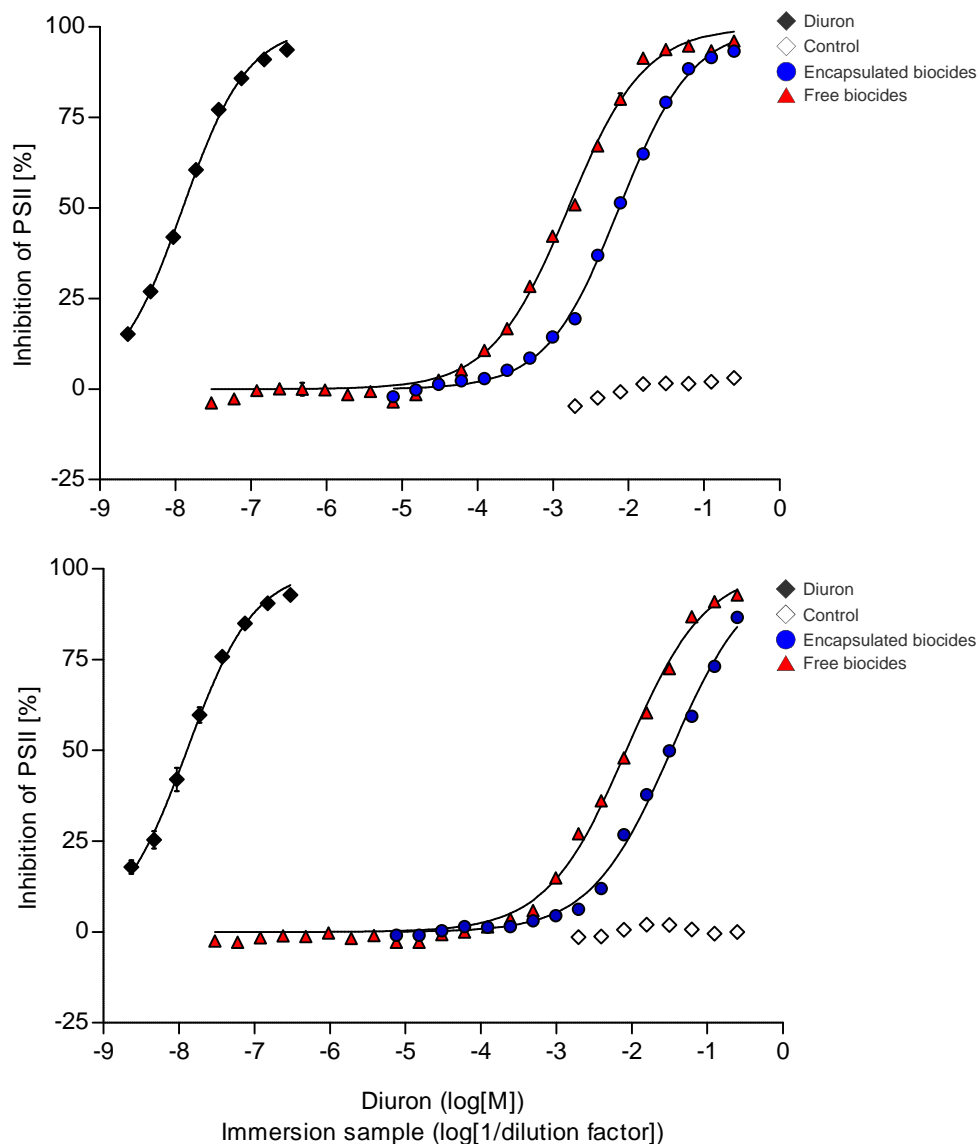 100
75
50
25
0
-25
Inhibition of PSII [%]
-9 -8 -7 -6 -5 -4 -3 -2 -1 0
Diuron
Control
Encapsulated biocides
Free biocides
100
75
50
25
0
-25
Inhibition of PSII [%]
-9 -8 -7 -6 -5 -4 -3 -2 -1 0
Diuron
Control
Encapsulated biocides
Free biocides
Diuron (log[M])
Immersion sample (log[1/dilution factor])